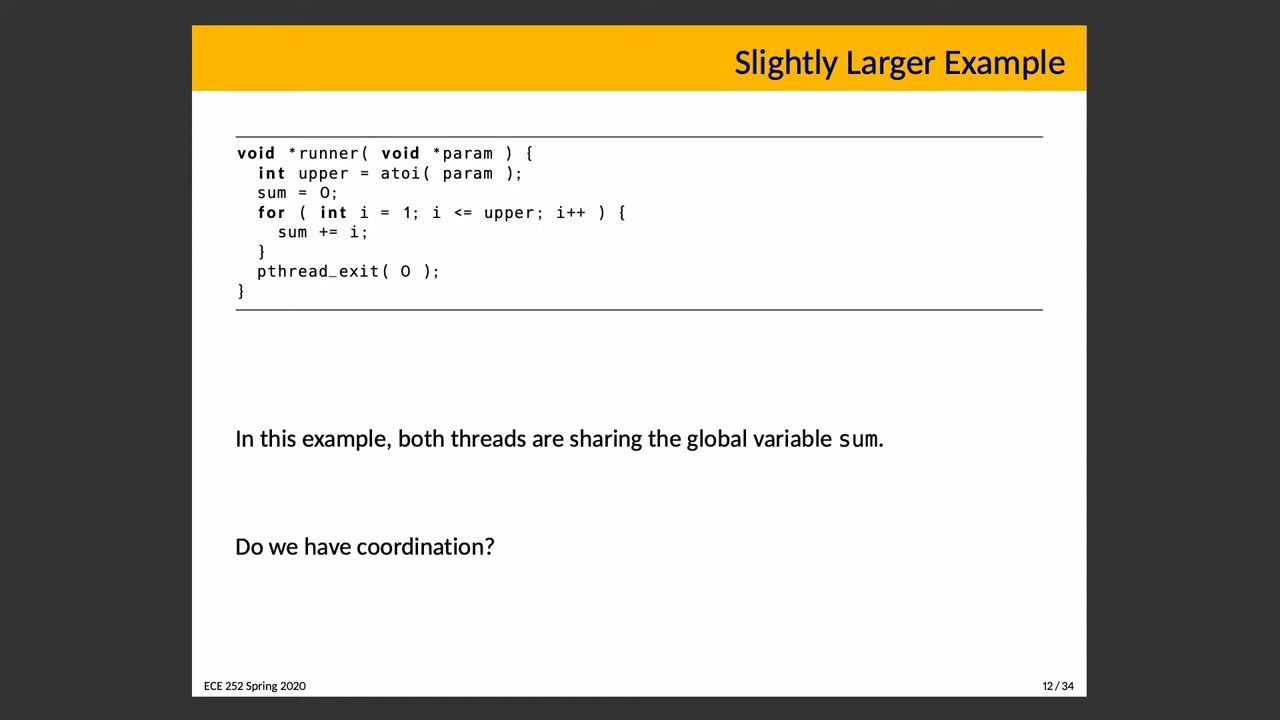 Slightly Larger Example
void *runner( void *param ) {
int upper = atoi( param );
sum = 0;
for ( int i = 1; i <= upper; i++ ) {
sum += i;
}
pthread_exit( 0 );
}
In this example, both threads are sharing the global variable sum.
Do we have coordination?
ECE 252 Spring 2020
12 / 34